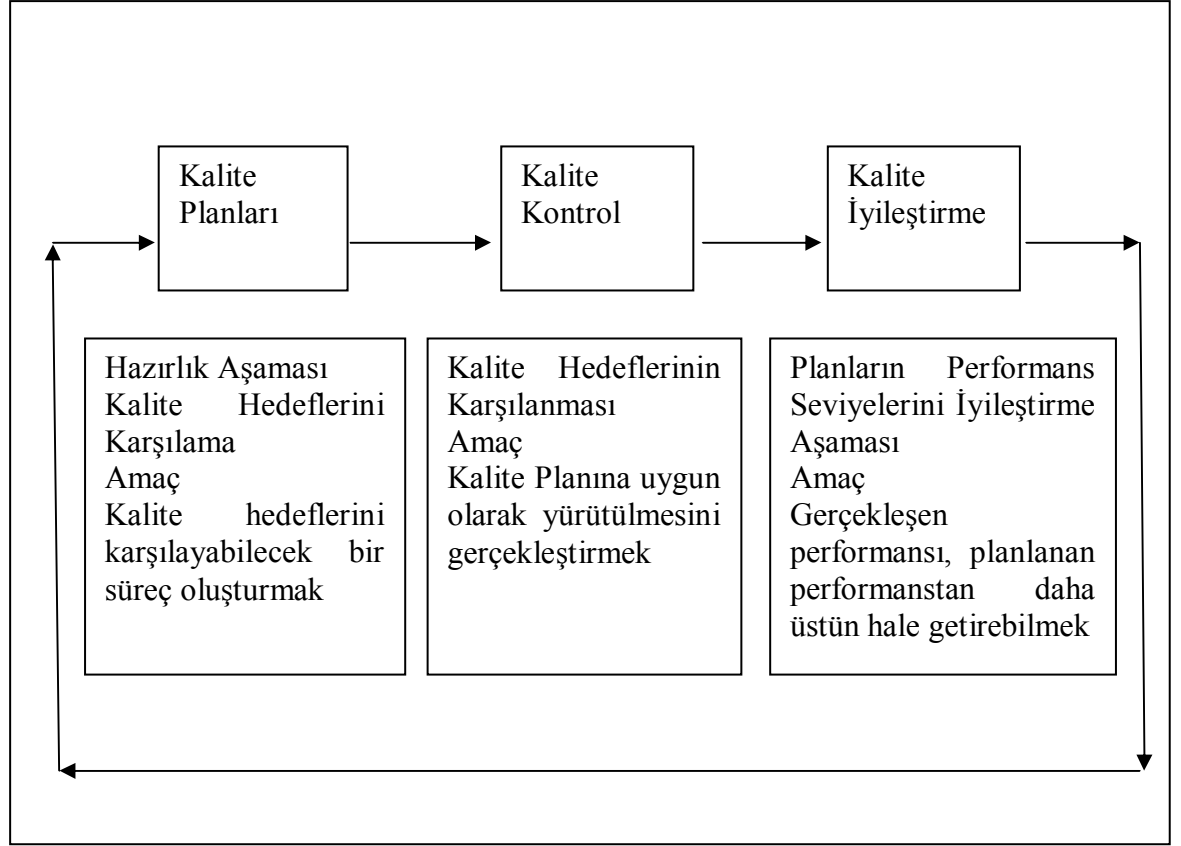 Kalite
Planları
Kalite
Kontrol
Kalite
İyileştirme
Hazırlık Aşaması
Kalite Hedeflerini
Karşılama
Amaç
Kalite hedeflerini
karşılayabilecek bir
süreç oluşturmak
Kalite Hedeflerinin
Karşılanması
Amaç
Kalite Planına uygun
olarak yürütülmesini
gerçekleştirmek
Planların Performans
Seviyelerini İyileştirme
Aşaması
Amaç
Gerçekleşen
performansı, planlanan
performanstan daha
üstün hale getirebilmek